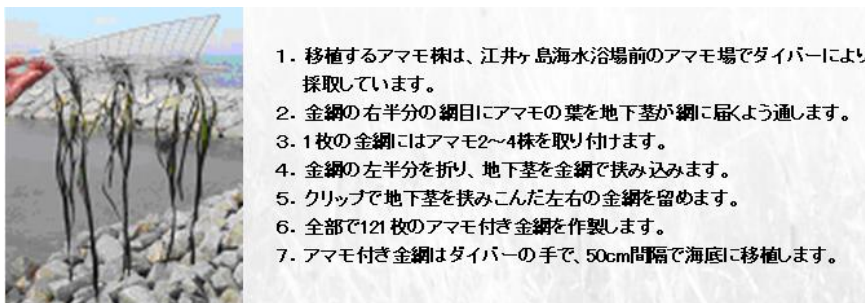 1. 移植するアマモ株は、江井ヶ島海水浴場前のアマモ場でダイバーにより
採取しています。
2. 金網の右半分の網目にアマモの葉を地下茎が網に届くよう通します。
3. 1枚の金網にはアマモ2～4株を取り付けます。
4. 金網の左半分を折り、地下茎を金網で挟み込みます。
5. クリップで地下茎を挟みこんだ左右の金網を留めます。
6. 全部で121枚のアマモ付き金網を作製します。
7. アマモ付き金網はダイバーの手で、50cm間隔で海底に移植します。